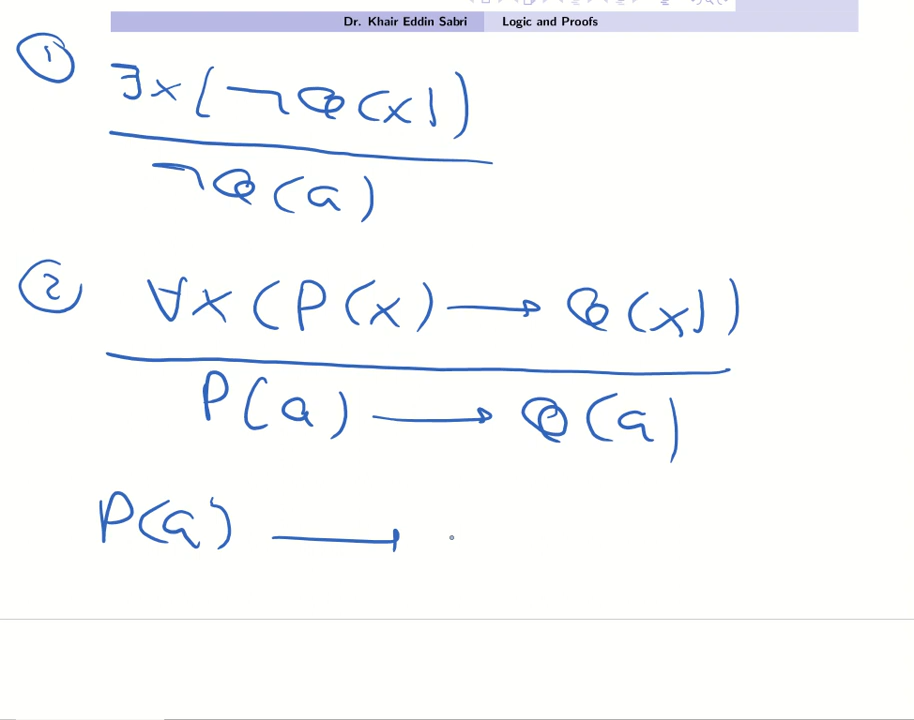 Dr. Khair Eddin Sabri Logic and Proofs
① ∃x(¬Q(x))
¬Q(a)
② ∀x(P(x) → Q(x))
P(a) → Q(a)
P(a) →